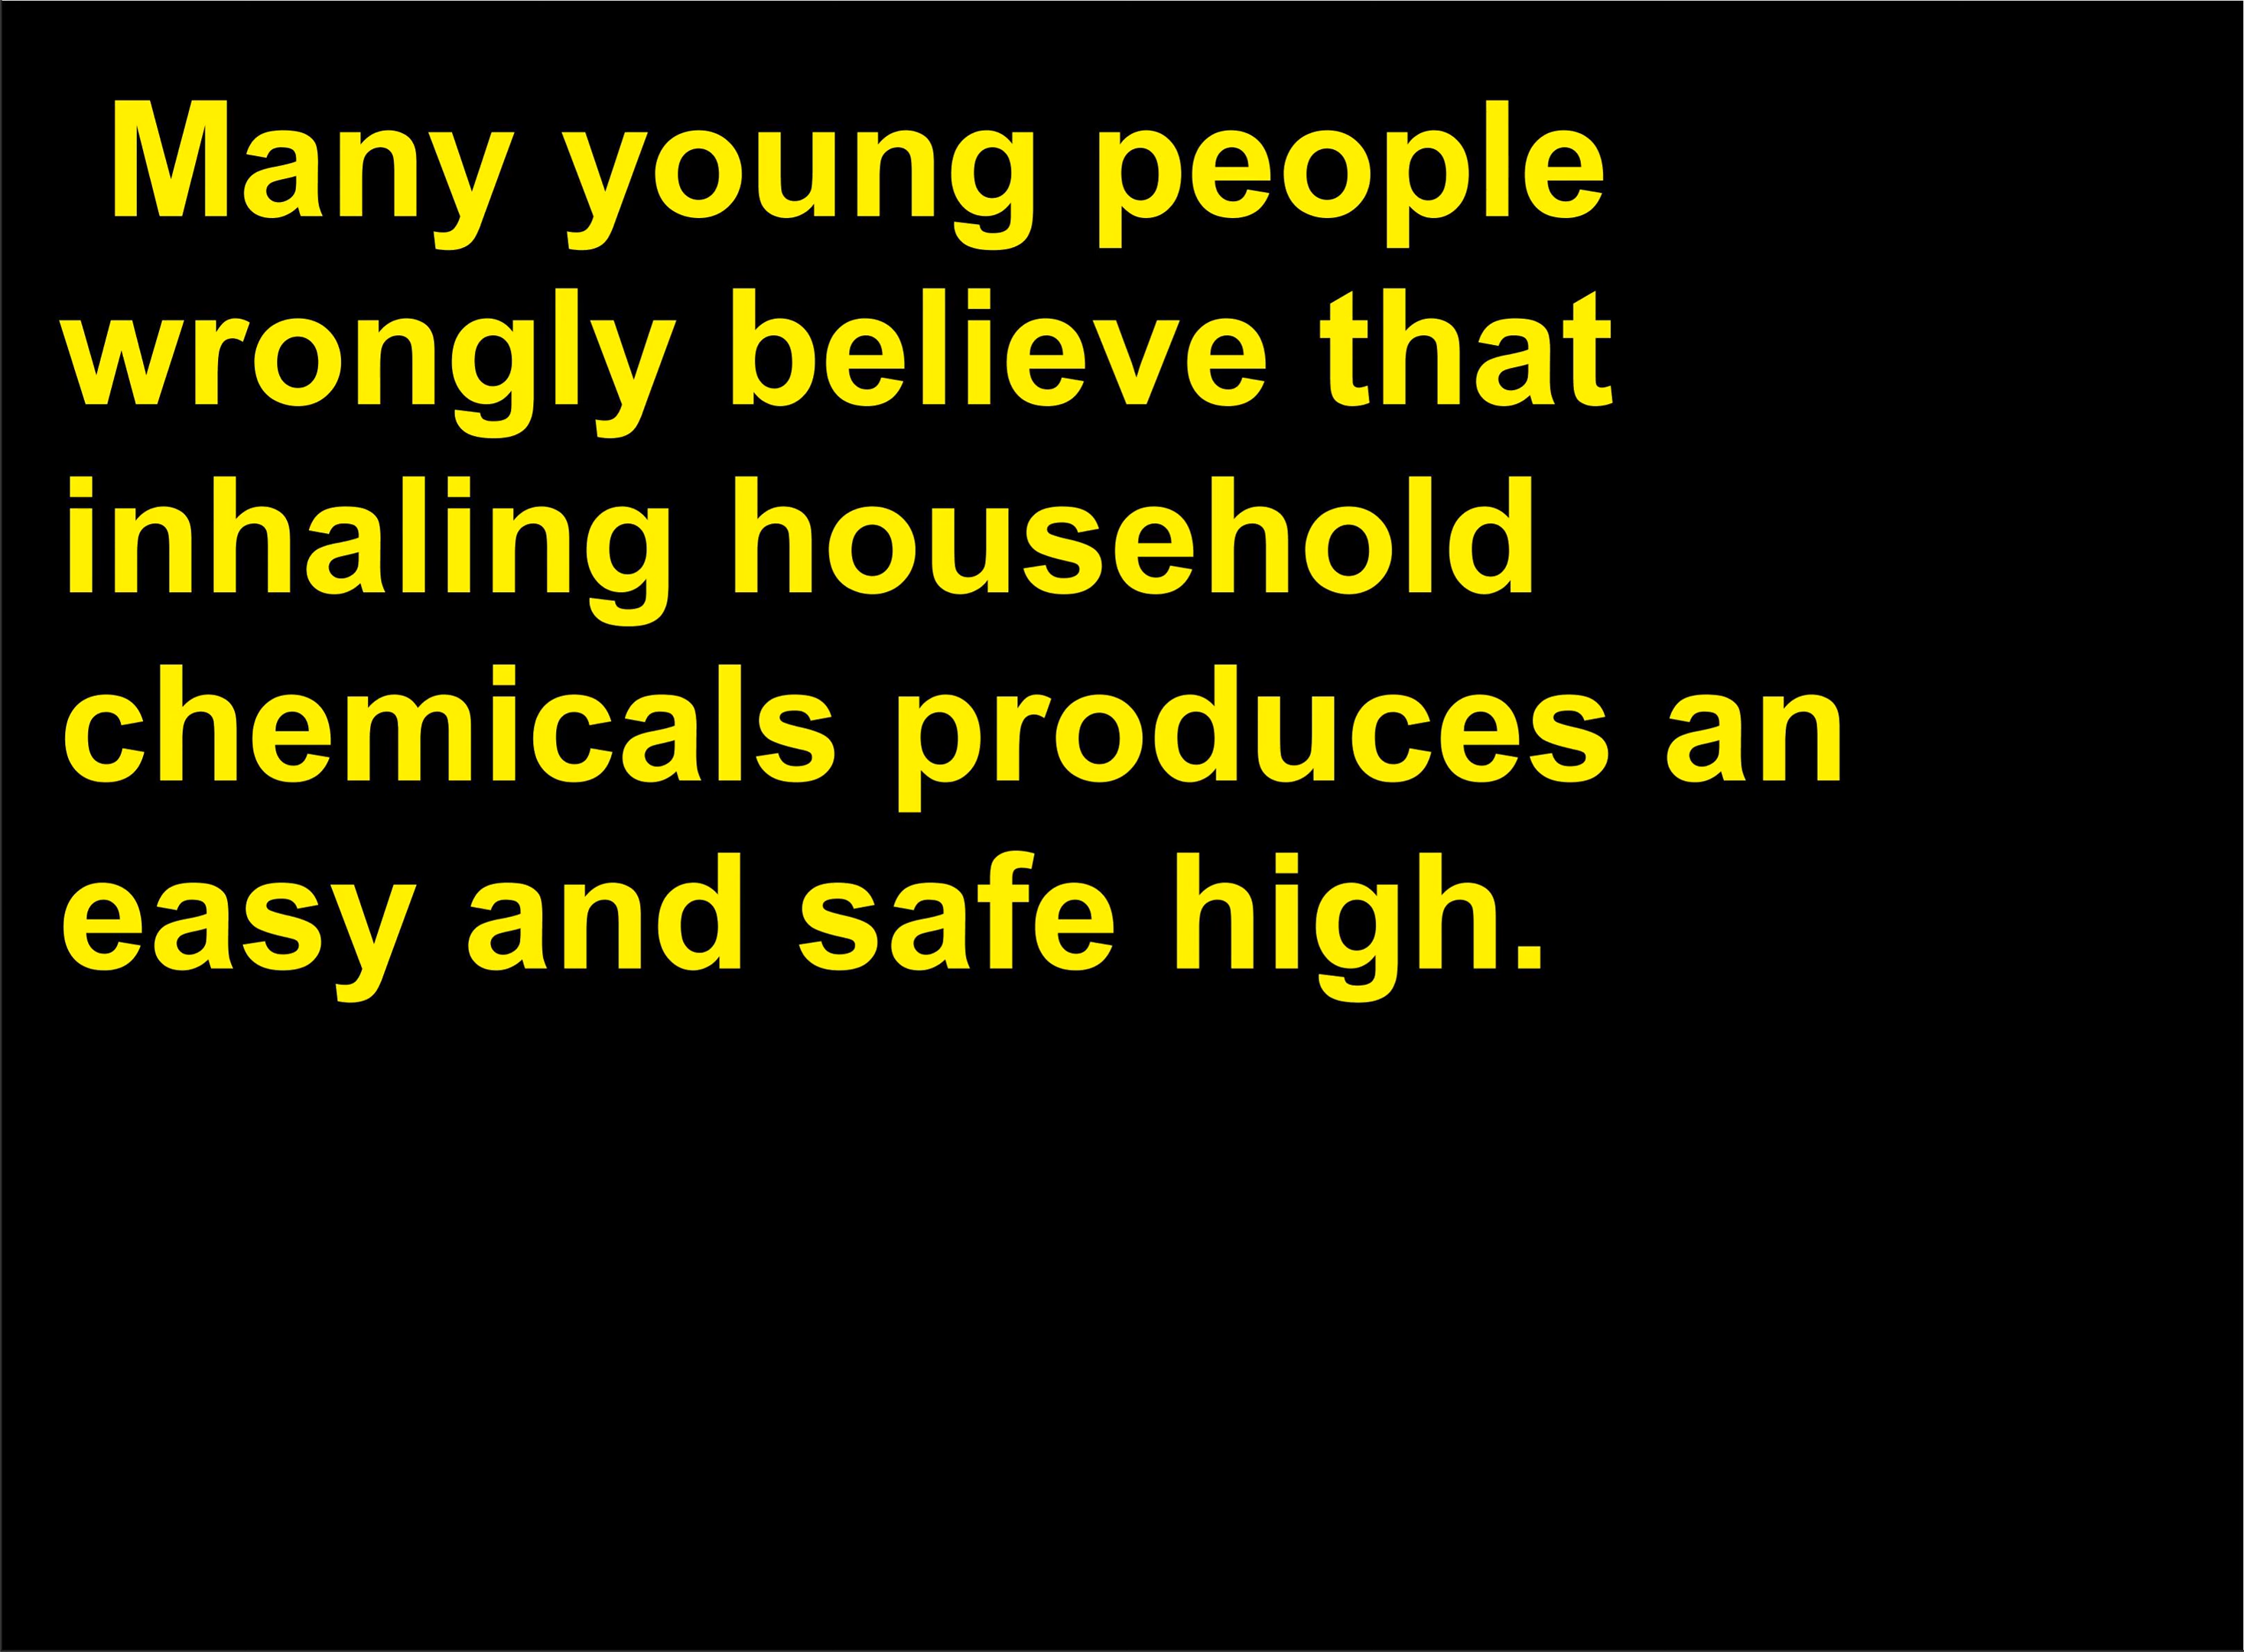 Many young people
wrongly believe that
inhaling household
chemicals produces an
easy and safe high.